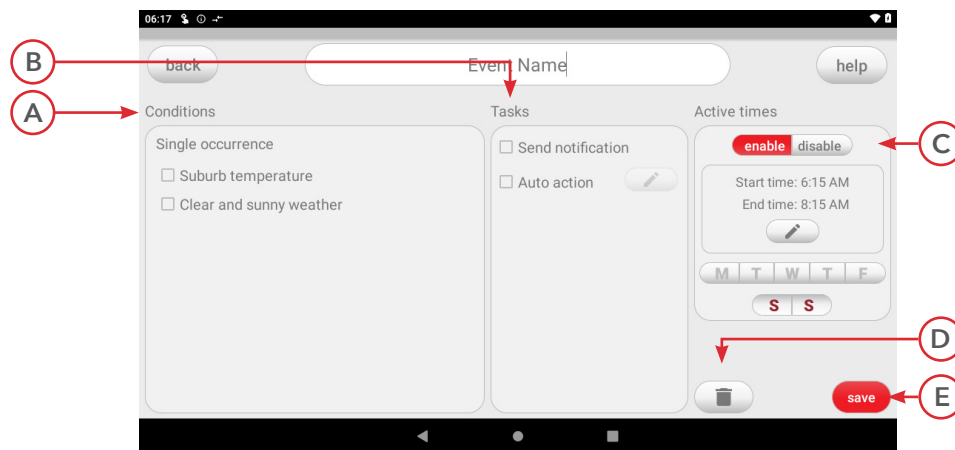 06:17
B
back
Event Name
help
A
Conditions
Tasks
Active times
Single occurrence
Suburb temperature
Clear and sunny weather
Send notification
Auto action
enable disable
C
Start time: 6:15 AM
End time: 8:15 AM
M T W T F
S S
D
save
E